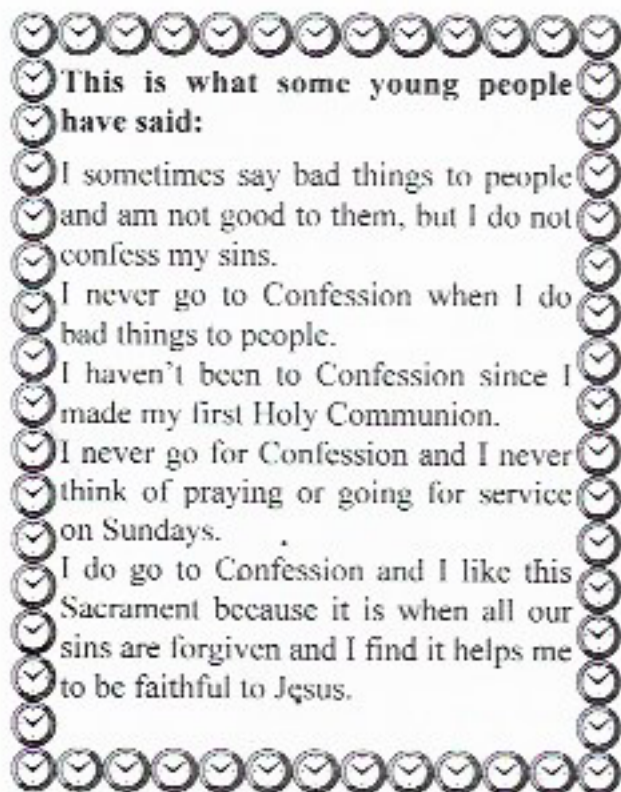 This is what some young people
have said:
I sometimes say bad things to people
and am not good to them, but I do not
confess my sins.
I never go to Confession when I do
bad things to people.
I haven't been to Confession since I
made my first Holy Communion.
I never go for Confession and I never
think of praying or going for service
on Sundays.
I do go to Confession and I like this
Sacrament because it is when all our
sins are forgiven and I find it helps me
to be faithful to Jesus.